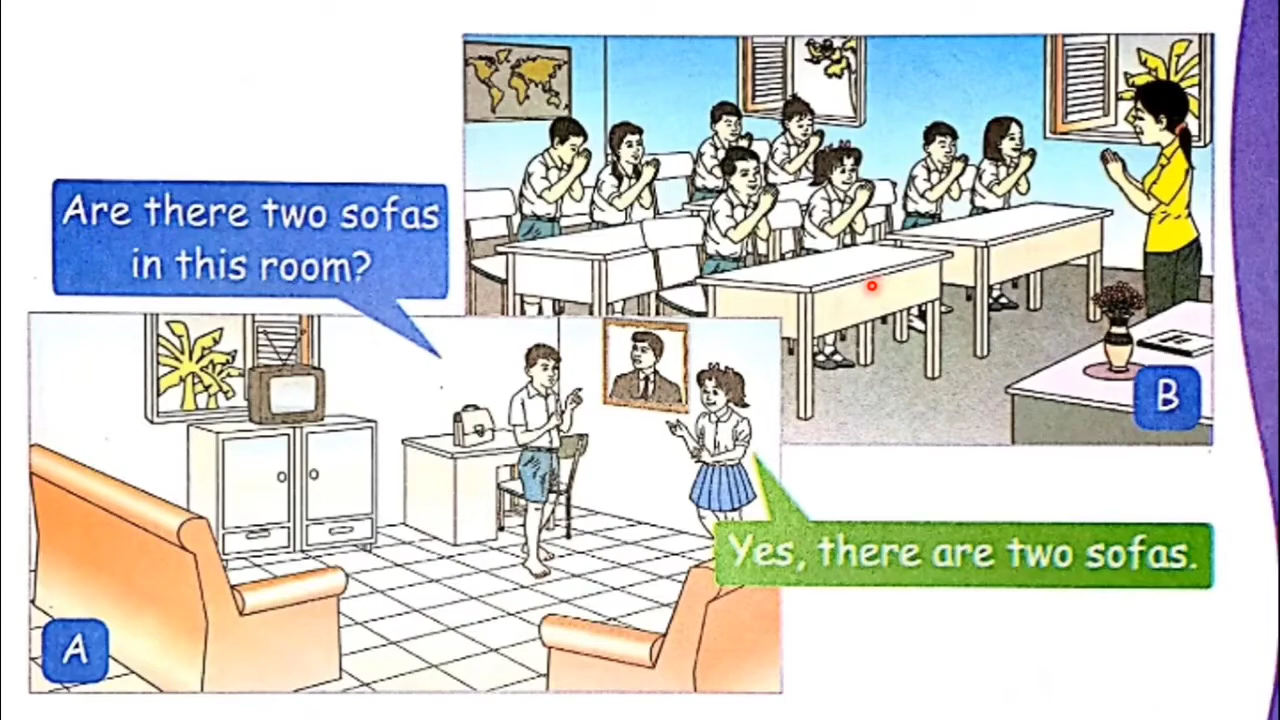 Are there two sofas
in this room?
B
Yes, there are two sofas.
A